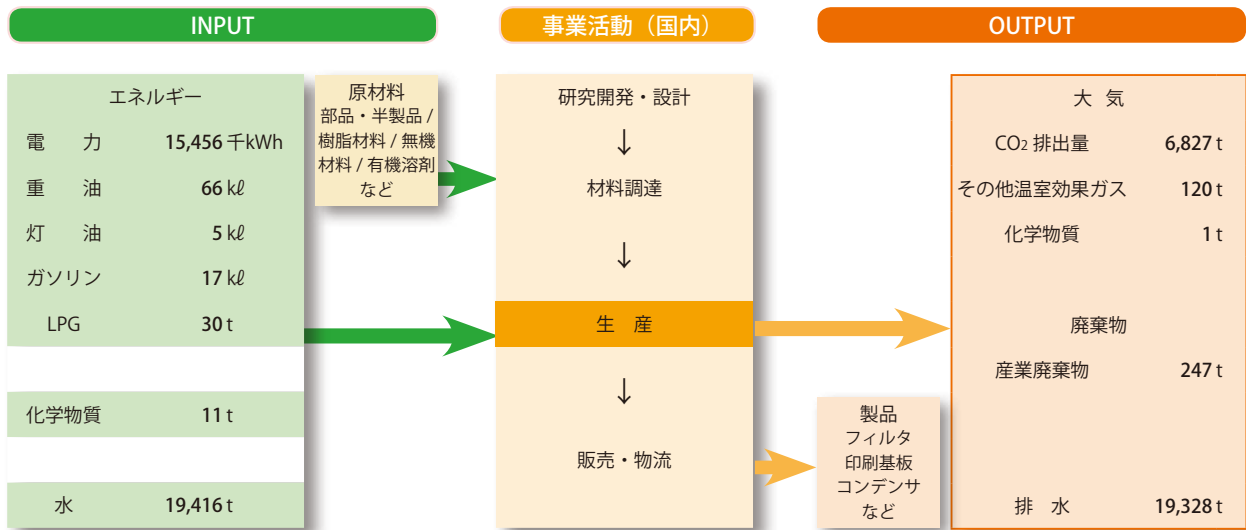 INPUT
エネルギー
電 力 15,456 千kWh
重 油 66 kℓ
灯 油 5 kℓ
ガソリン 17 kℓ
LPG 30 t
化学物質 11 t
水 19,416 t
原材料
部品・半製品 /
樹脂材料 / 無機
材料 / 有機溶剤
など
事業活動（国内）
研究開発・設計
↓
材料調達
↓
生 産
↓
販売・物流
製品
フィルタ
印刷基板
コンデンサ
など
OUTPUT
大 気
CO₂ 排出量 6,827 t
その他温室効果ガス 120 t
化学物質 1 t
廃棄物
産業廃棄物 247 t
排 水 19,328 t